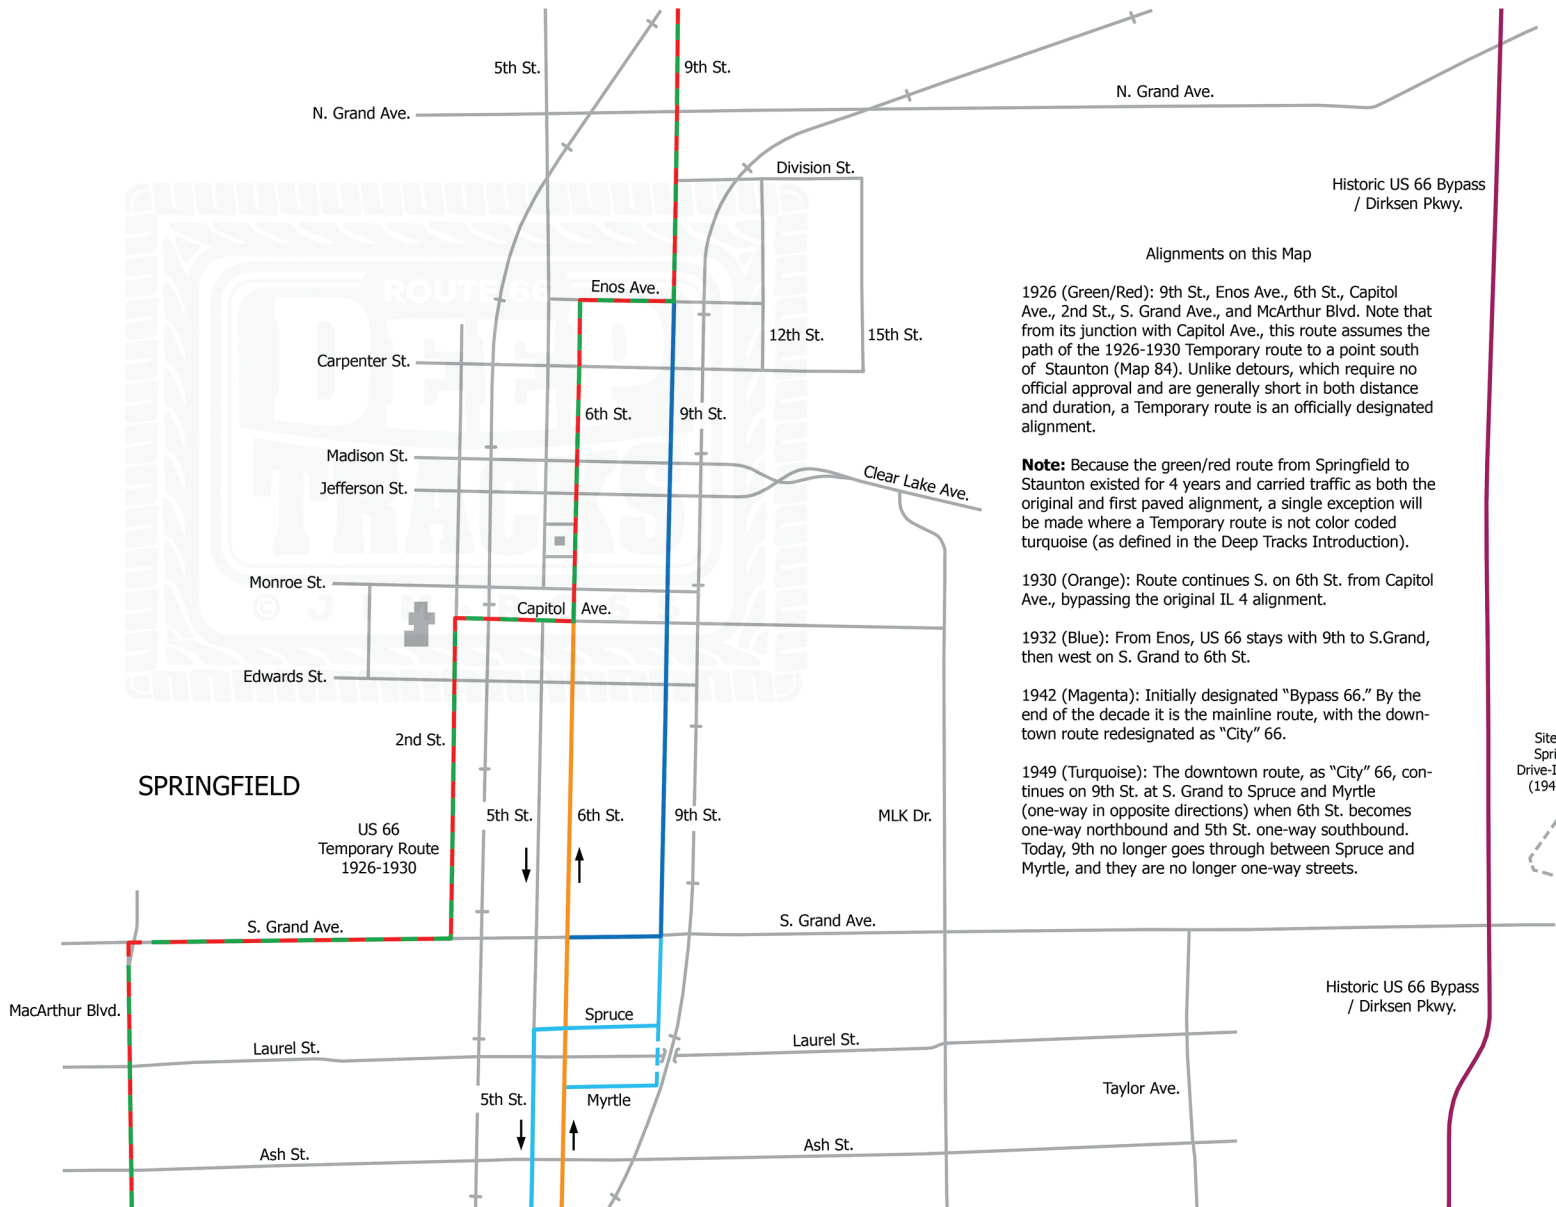 5th St.
9th St.
N. Grand Ave.
N. Grand Ave.
Division St.
Historic US 66 Bypass
/ Dirksen Pkwy.
Alignments on this Map
ROUTE 66
DEEP
TRACKS
Enos Ave.
12th St.
15th St.
Carpenter St.
6th St.
9th St.
Madison St.
Jefferson St.
Clear Lake Ave.
Monroe St.
Capitol Ave.
Edwards St.
2nd St.
SPRINGFIELD
US 66
Temporary Route
1926-1930
5th St.
6th St.
9th St.
MLK Dr.
1926 (Green/Red): 9th St., Enos Ave., 6th St., Capitol
Ave., 2nd St., S. Grand Ave., and McArthur Blvd. Note that
from its junction with Capitol Ave., this route assumes the
path of the 1926-1930 Temporary route to a point south
of Staunton (Map 84). Unlike detours, which require no
official approval and are generally short in both distance
and duration, a Temporary route is an officially designated
alignment.
Note: Because the green/red route from Springfield to
Staunton existed for 4 years and carried traffic as both the
original and first paved alignment, a single exception will
be made where a Temporary route is not color coded
turquoise (as defined in the Deep Tracks Introduction).
1930 (Orange): Route continues S. on 6th St. from Capitol
Ave., bypassing the original IL 4 alignment.
1932 (Blue): From Enos, US 66 stays with 9th to S.Grand,
then west on S. Grand to 6th St.
1942 (Magenta): Initially designated “Bypass 66.” By the
end of the decade it is the mainline route, with the down-
town route redesignated as “City” 66.
1949 (Turquoise): The downtown route, as “City” 66, con-
tinues on 9th St. at S. Grand to Spruce and Myrtle
(one-way in opposite directions) when 6th St. becomes
one-way northbound and 5th St. one-way southbound.
Today, 9th no longer goes through between Spruce and
Myrtle, and they are no longer one-way streets.
Site
Spri
Drive-I
(194
S. Grand Ave.
S. Grand Ave.
MacArthur Blvd.
Spruce
Historic US 66 Bypass
/ Dirksen Pkwy.
Laurel St.
Laurel St.
5th St.
Myrtle
Taylor Ave.
Ash St.
Ash St.